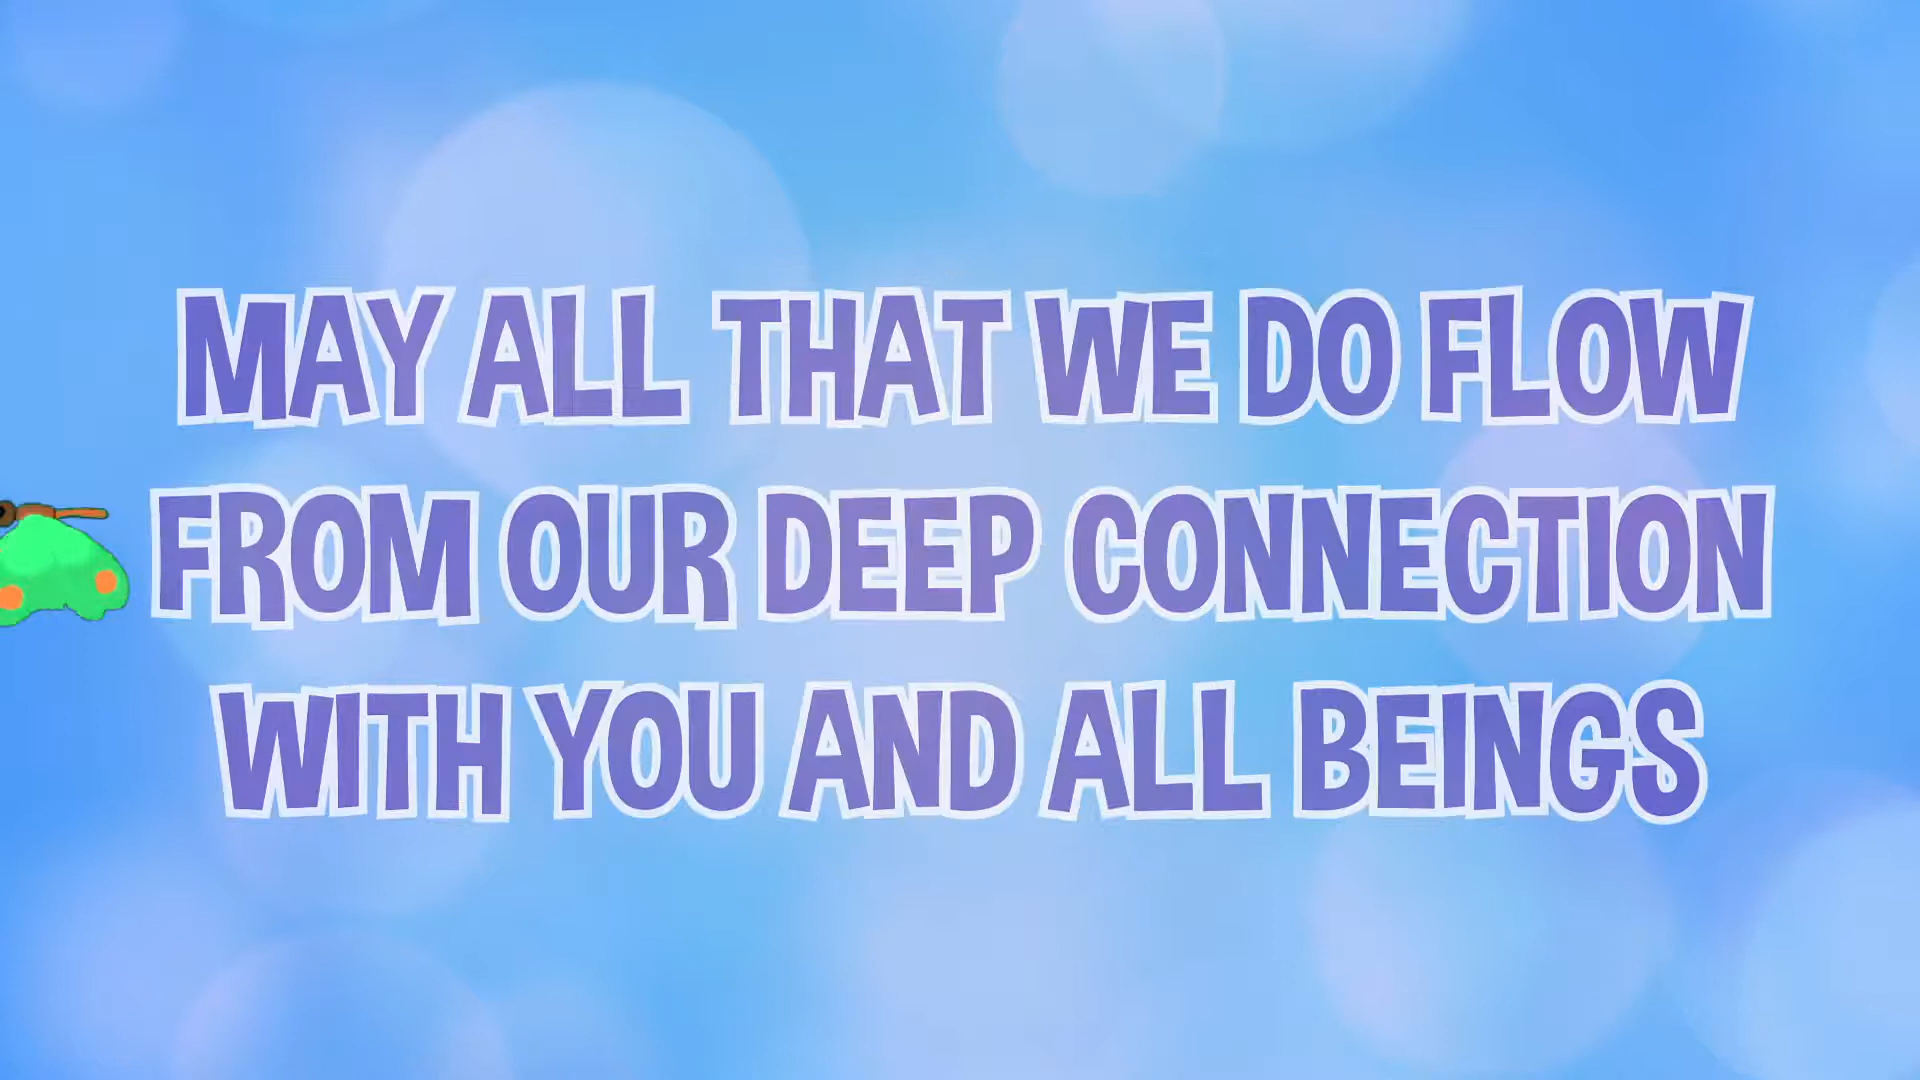 MAY ALL THAT WE DO FLOW
FROM OUR DEEP CONNECTION
WITH YOU AND ALL BEINGS